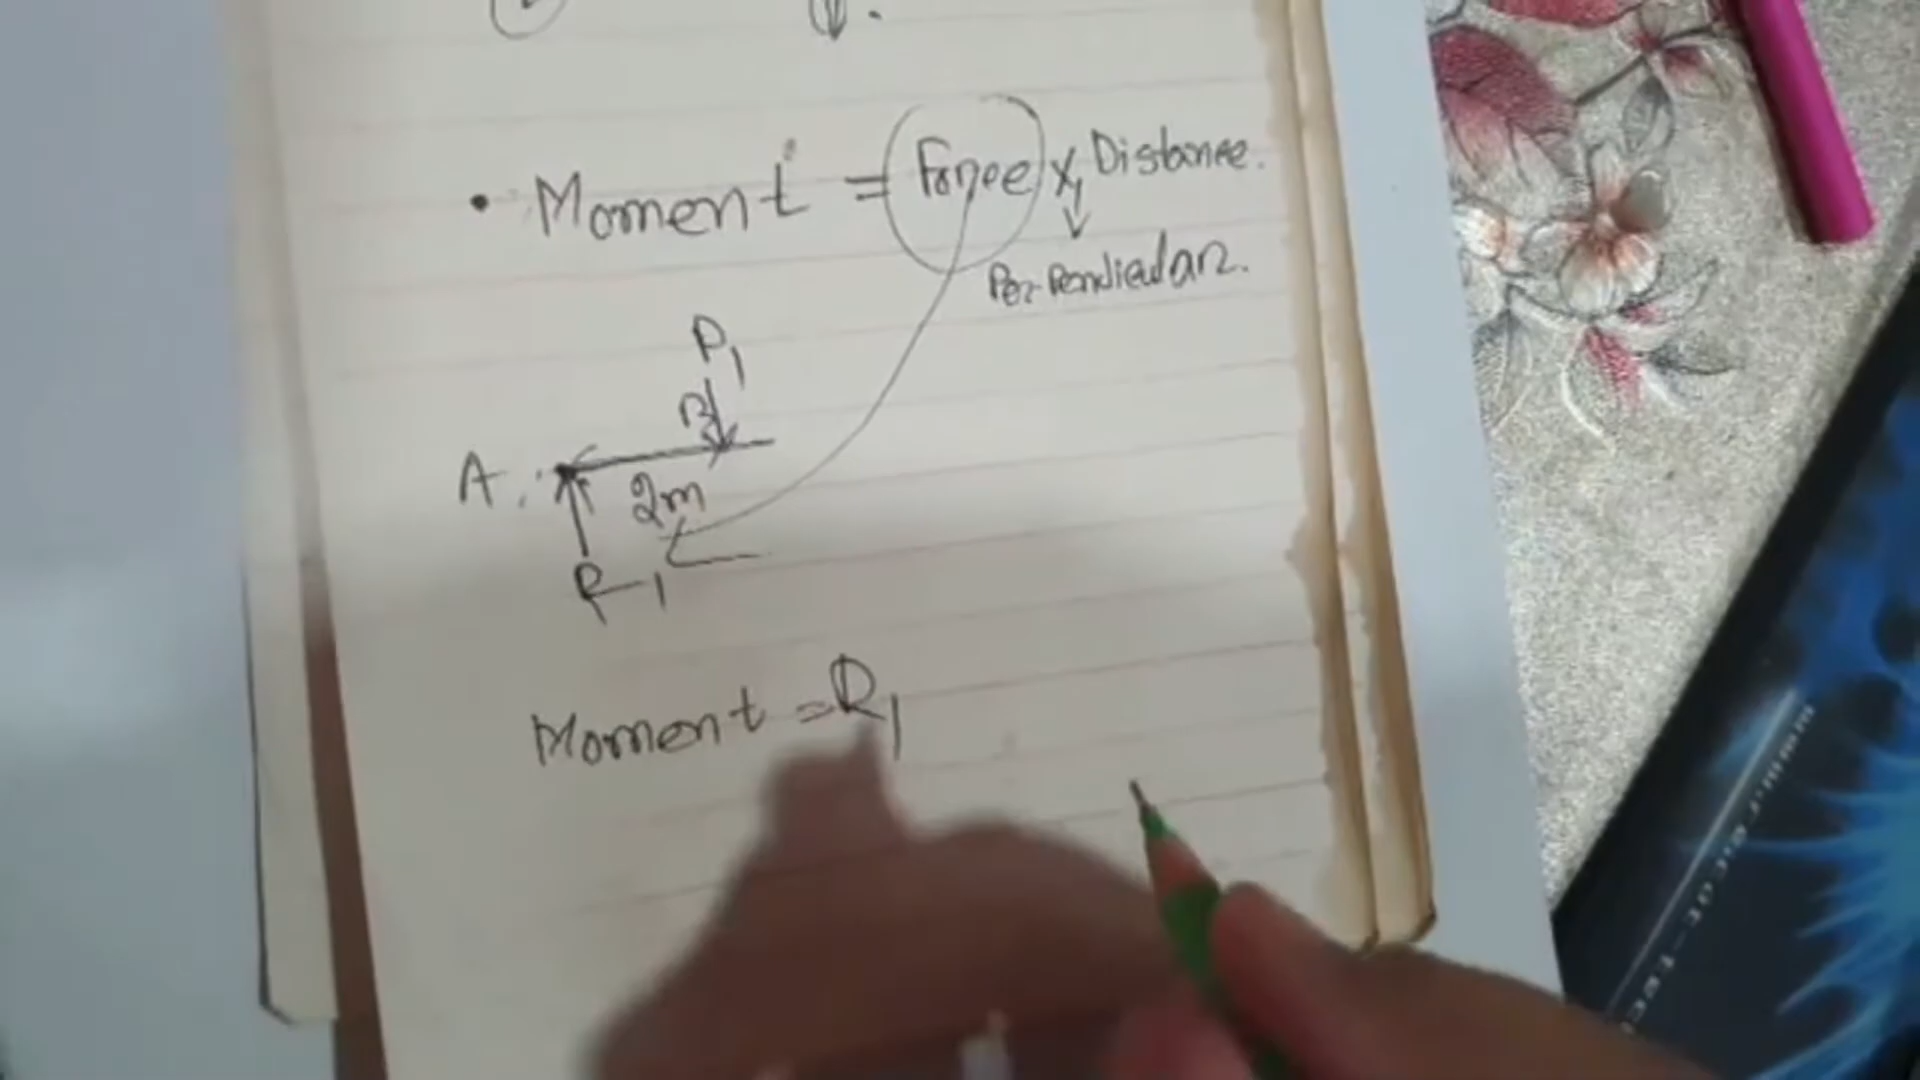 • Moment = Force x Distance.
Perpendicular.
P1
B
A.
2m
R1
Moment = R1